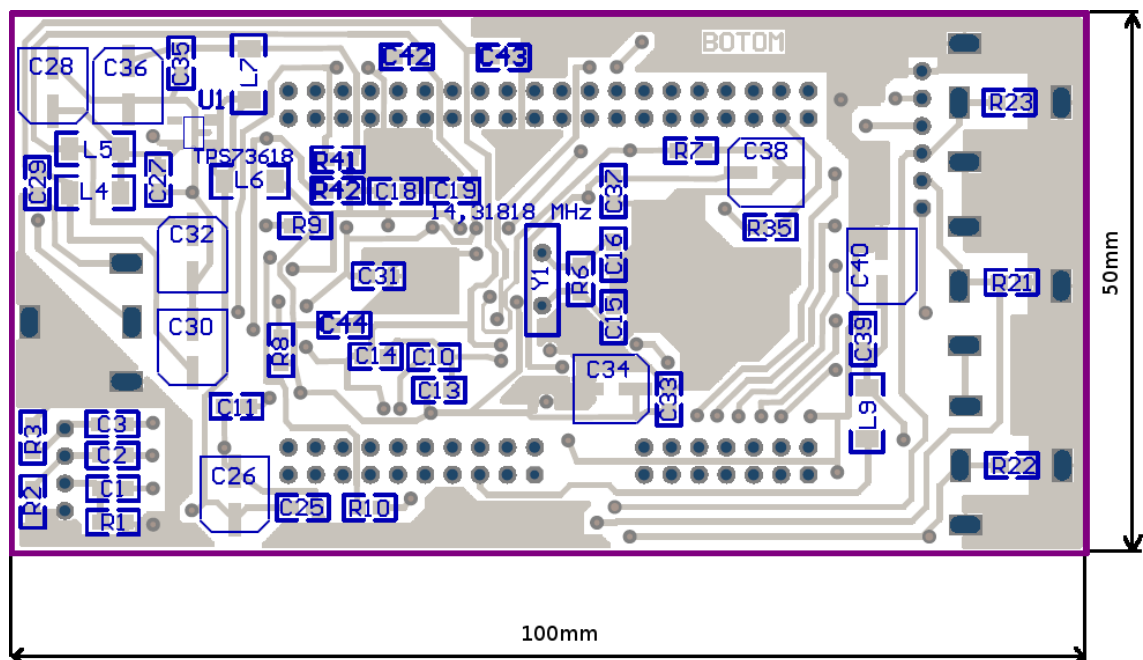 BOTOM
C28
C36
C35
L7
C42
C43
U1
R23
TPS73618
L5
C29
L4
C27
L6
R41
R42
C18
C19
R7
C38
C37
14,31818 MHz
R9
C32
R35
C16
Y1
R6
C31
C40
R21
50mm
C30
C44
C15
R8
C14
C10
C34
C39
C13
C33
C11
L9
R3
C3
C2
C26
R22
R2
C1
R1
C25
R10
100mm